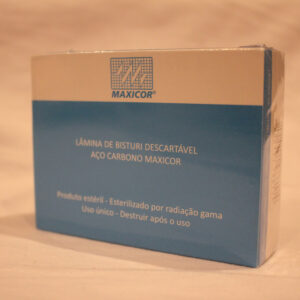 MAXICOR®
LÂMINA DE BISTURI DESCARTÁVEL
AÇO CARBONO MAXICOR
Produto estéril - Esterilizado por radiação gama
Uso único - Destruir após o uso